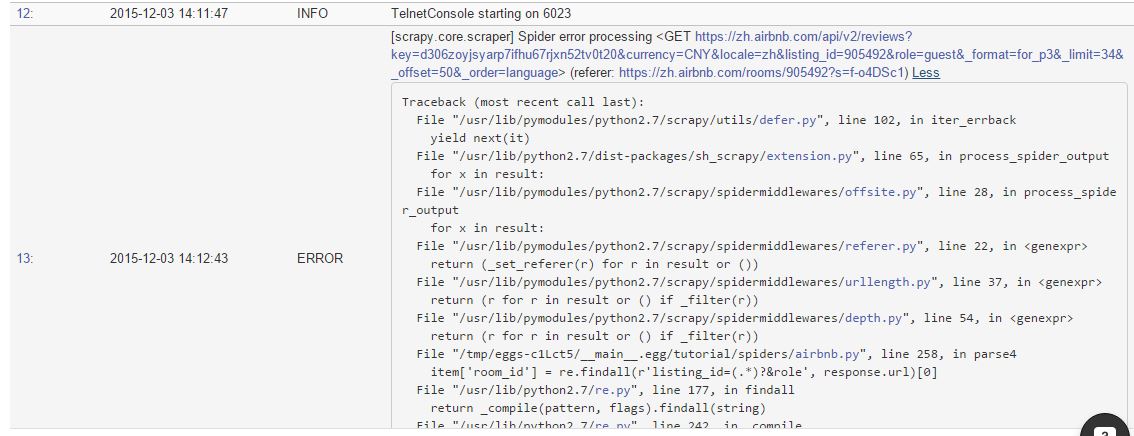 12: 2015-12-03 14:11:47 INFO TelnetConsole starting on 6023
[scrapy.core.scraper] Spider error processing <GET https://zh.airbnb.com/api/v2/reviews?
key=d306zoyjsyarp7ifhu67rjxn52tv0t20&currency=CNY&locale=zh&listing_id=905492&role=guest&_format=for_p3&_limit=34&
_offset=50&_order=language> (referer: https://zh.airbnb.com/rooms/905492?s=f-o4DSc1) Less
Traceback (most recent call last):
File "/usr/lib/pymodules/python2.7/scrapy/utils/defer.py", line 102, in iter_errback
yield next(it)
File "/usr/lib/python2.7/dist-packages/sh_scrapy/extension.py", line 65, in process_spider_output
for x in result:
File "/usr/lib/pymodules/python2.7/scrapy/spidermiddlewares/offsite.py", line 28, in process_spide
r_output
for x in result:
File "/usr/lib/pymodules/python2.7/scrapy/spidermiddlewares/referer.py", line 22, in <genexpr>
return (_set_referer(r) for r in result or ())
13: 2015-12-03 14:12:43 ERROR
File "/usr/lib/pymodules/python2.7/scrapy/spidermiddlewares/urllength.py", line 37, in <genexpr>
return (r for r in result or () if _filter(r))
File "/usr/lib/pymodules/python2.7/scrapy/spidermiddlewares/depth.py", line 54, in <genexpr>
return (r for r in result or () if _filter(r))
File "/tmp/eggs-c1Lct5/__main__.egg/tutorial/spiders/airbnb.py", line 258, in parse4
item['room_id'] = re.findall(r'listing_id=(.*)?&role', response.url)[0]
File "/usr/lib/python2.7/re.py", line 177, in findall
return _compile(pattern, flags).findall(string)
File "/usr/lib/python2.7/re.py", line 242, in _compile